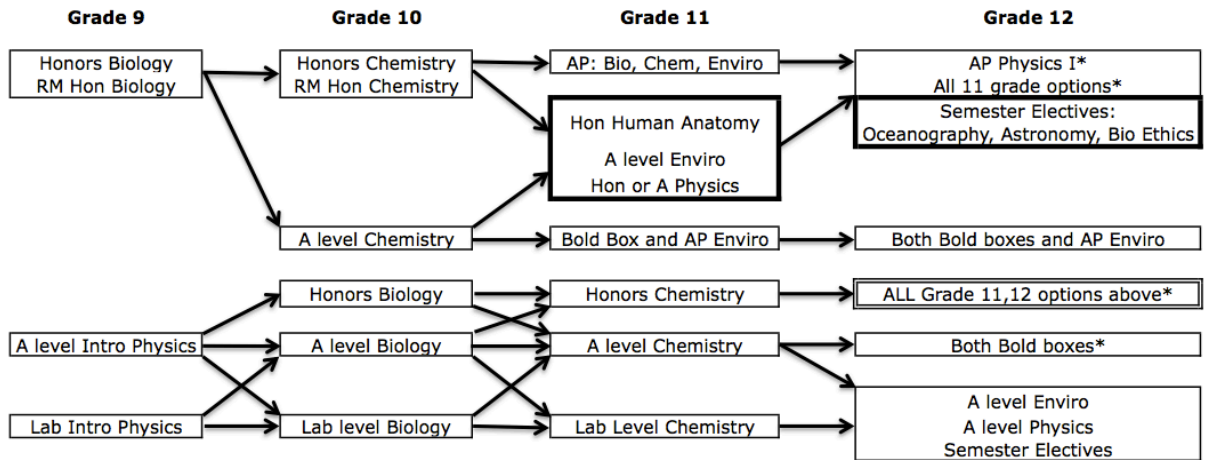 Grade 9 Grade 10 Grade 11 Grade 12
Honors Biology
RM Hon Biology
Honors Chemistry
RM Hon Chemistry
AP: Bio, Chem, Enviro
AP Physics I*
All 11 grade options*
Hon Human Anatomy
A level Enviro
Hon or A Physics
Semester Electives:
Oceanography, Astronomy, Bio Ethics
A level Chemistry
Bold Box and AP Enviro
Both Bold boxes and AP Enviro
Honors Biology
Honors Chemistry
ALL Grade 11,12 options above*
A level Intro Physics
A level Biology
A level Chemistry
Both Bold boxes*
Lab Intro Physics
Lab level Biology
Lab Level Chemistry
A level Enviro
A level Physics
Semester Electives